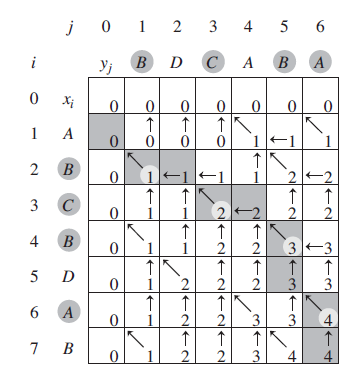 j 0 1 2 3 4 5 6
i y_j B D C A B A
0 x_i 0 0 0 0 0 0 0
1 A 0 ↑0 ↑0 ↑0 ↖1 ←1 ↖1
2 B 0 ↖1 ←1 ←1 ↑1 ↖2 ←2
3 C 0 ↑1 ↑1 ↖2 ←2 ↑2 ↑2
4 B 0 ↖1 ↑1 ↑2 ↑2 ↖3 ←3
5 D 0 ↑1 ↖2 ↑2 ↑2 ↑3 ↑3
6 A 0 ↑1 ↑2 ↑2 ↖3 ↑3 ↖4
7 B 0 ↖1 ↑2 ↑2 ↑3 ↖4 ↑4